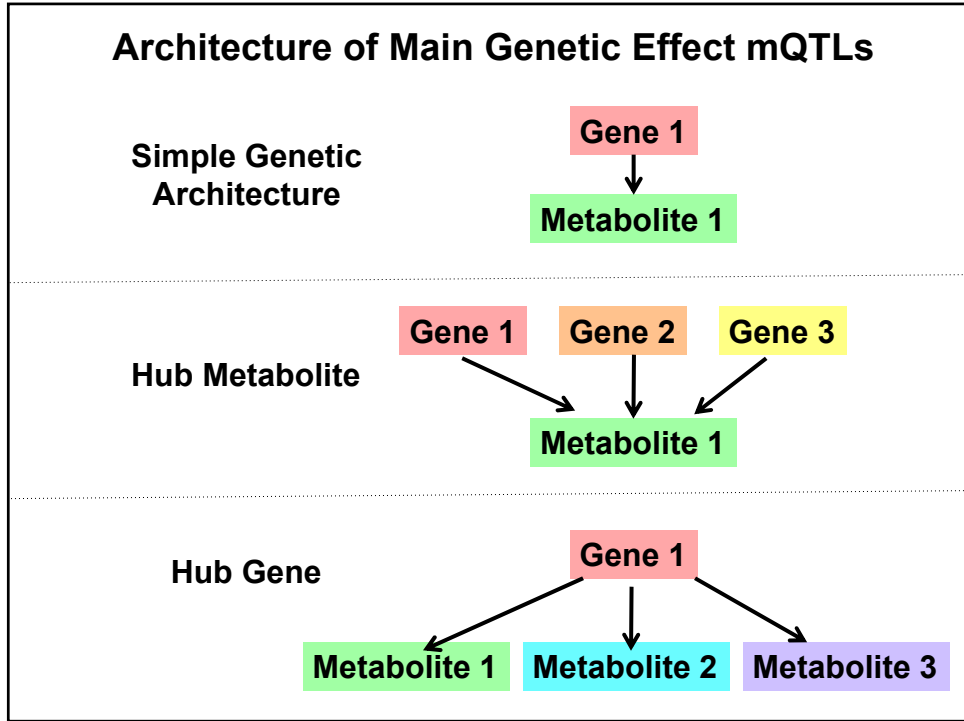 Architecture of Main Genetic Effect mQTLs
Simple Genetic
Architecture
Gene 1
Metabolite 1
Hub Metabolite
Gene 1
Gene 2
Gene 3
Metabolite 1
Hub Gene
Gene 1
Metabolite 1
Metabolite 2
Metabolite 3